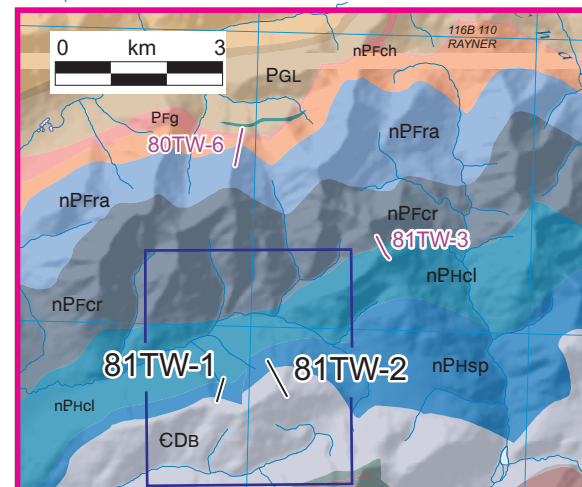 0 km 3
nPFch
116B 110
RAYNER
n
a
PGL
PFg
80TW-6
nPFra
nPFra
nPFcr
81TW-3
nPHcl
nPFcr
81TW-1
81TW-2
nPHsp
nPHcl
ЄDB